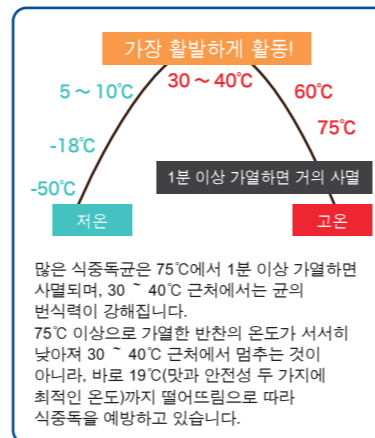 가장 활발하게 활동!
30 ~ 40℃
5 ~ 10℃
60℃
-18℃
75℃
-50℃
1분 이상 가열하면 거의 사멸
저온
고온
많은 식중독균은 75℃에서 1분 이상 가열하면
사멸되며, 30 ~ 40℃ 근처에서는 균의
번식력이 강해집니다.
75℃ 이상으로 가열한 반찬의 온도가 서서히
낮아져 30 ~ 40℃ 근처에서 멈추는 것이
아니라, 바로 19℃(맛과 안전성 두 가지에
최적인 온도)까지 떨어뜨림으로 따라
식중독을 예방하고 있습니다.